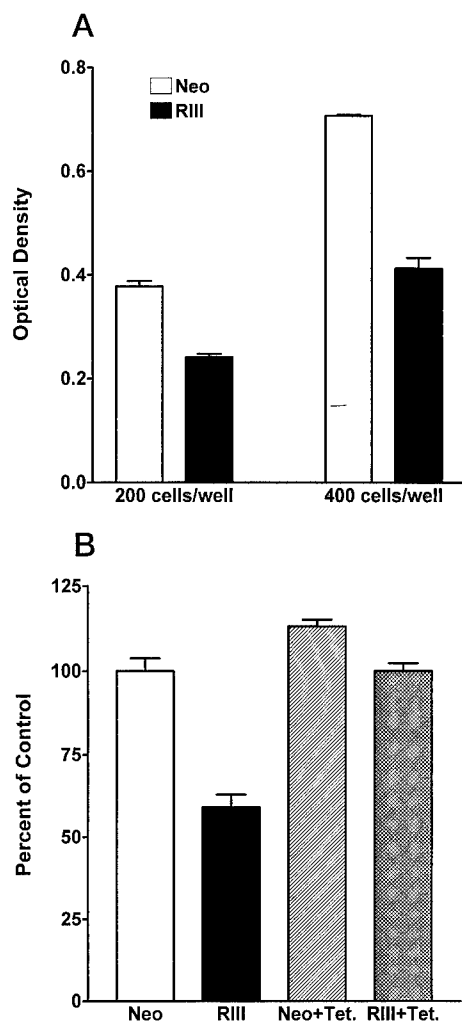 A
0.8
0.6
0.4
0.2
0.0
Optical Density
Neo
RIII
200 cells/well
400 cells/well
B
125
100
75
50
25
0
Percent of Control
Neo
RIII
Neo+Tet.
RIII+Tet.